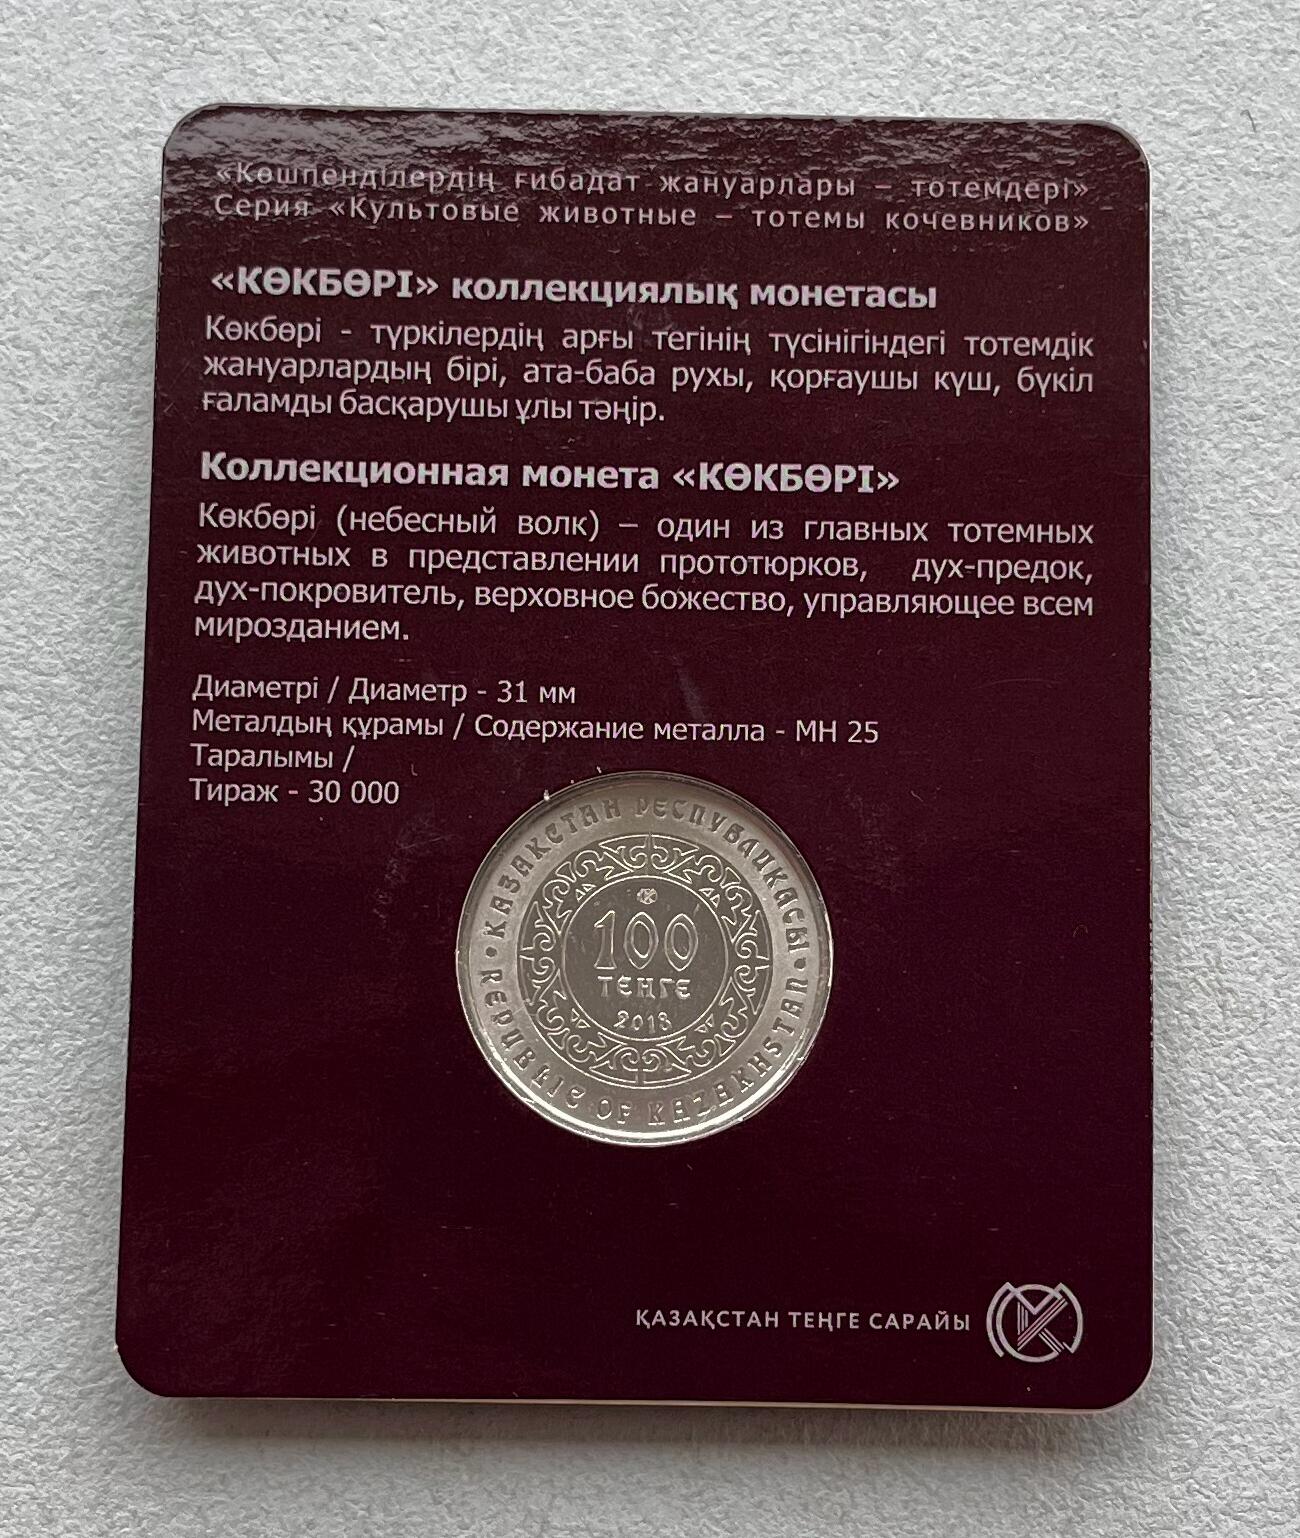 «Көшпенділердің ғибадат жануарлары – тотемдері»
Серия «Культовые животные – тотемы кочевников»
«КӨКБӨРІ» коллекциялық монетасы
Көкбөрі - түркілердің арғы тегінің түсінігіндегі тотемдік
жануарлардың бірі, ата-баба рухы, қорғаушы күш, бүкіл
ғаламды басқарушы ұлы тәңір.
Коллекционная монета «КӨКБӨРІ»
Көкбөрі (небесный волк) – один из главных тотемных
животных в представлении прототюрков, дух-предок,
дух-покровитель, верховное божество, управляющее всем
мирозданием.
Диаметрі / Диаметр - 31 мм
Металдың құрамы / Содержание металла - МН 25
Таралымы /
Тираж - 30 000
ҚАЗАҚСТАН РЕСПУБЛИКАСЫ
100
ТЕҢГЕ
2018
REPUBLIC OF KAZAKHSTAN
ҚАЗАҚСТАН ТЕҢГЕ САРАЙЫ